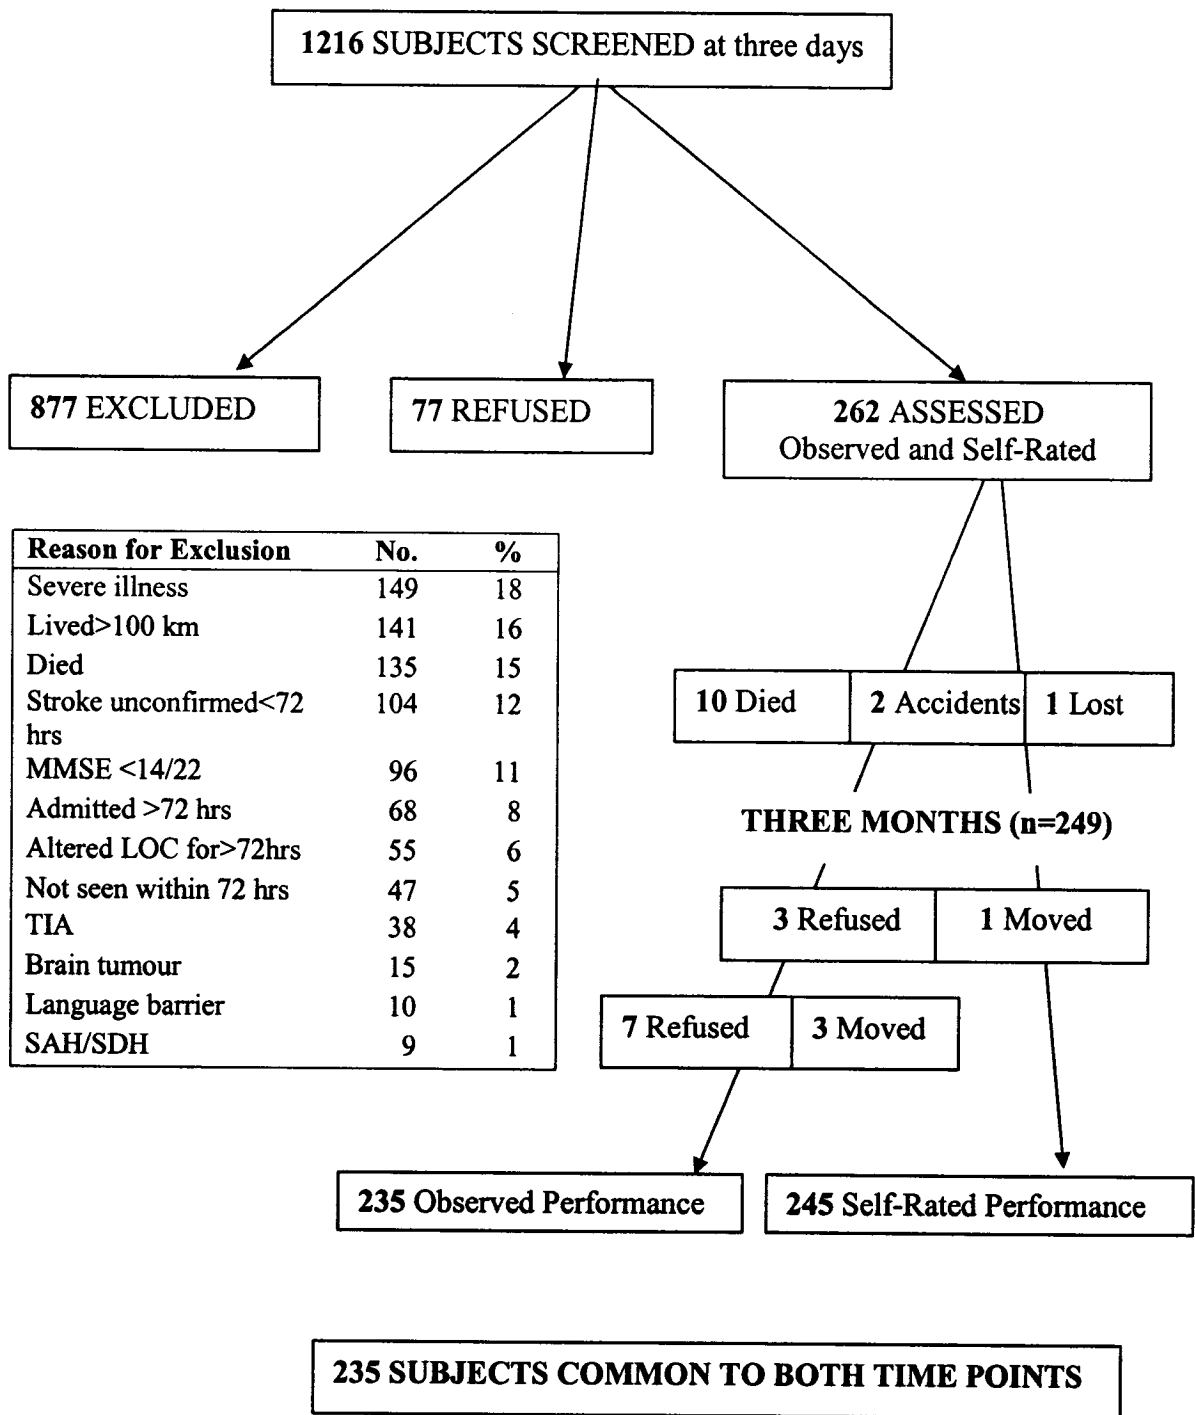 1216 SUBJECTS SCREENED at three days
877 EXCLUDED
77 REFUSED
262 ASSESSED
Observed and Self-Rated
Reason for Exclusion No. %
Severe illness 149 18
Lived>100 km 141 16
Died 135 15
Stroke unconfirmed<72 104 12
hrs
MMSE <14/22 96 11
Admitted >72 hrs 68 8
Altered LOC for>72hrs 55 6
Not seen within 72 hrs 47 5
TIA 38 4
Brain tumour 15 2
Language barrier 10 1
SAH/SDH 9 1
10 Died 2 Accidents 1 Lost
THREE MONTHS (n=249)
3 Refused 1 Moved
7 Refused 3 Moved
235 Observed Performance
245 Self-Rated Performance
235 SUBJECTS COMMON TO BOTH TIME POINTS